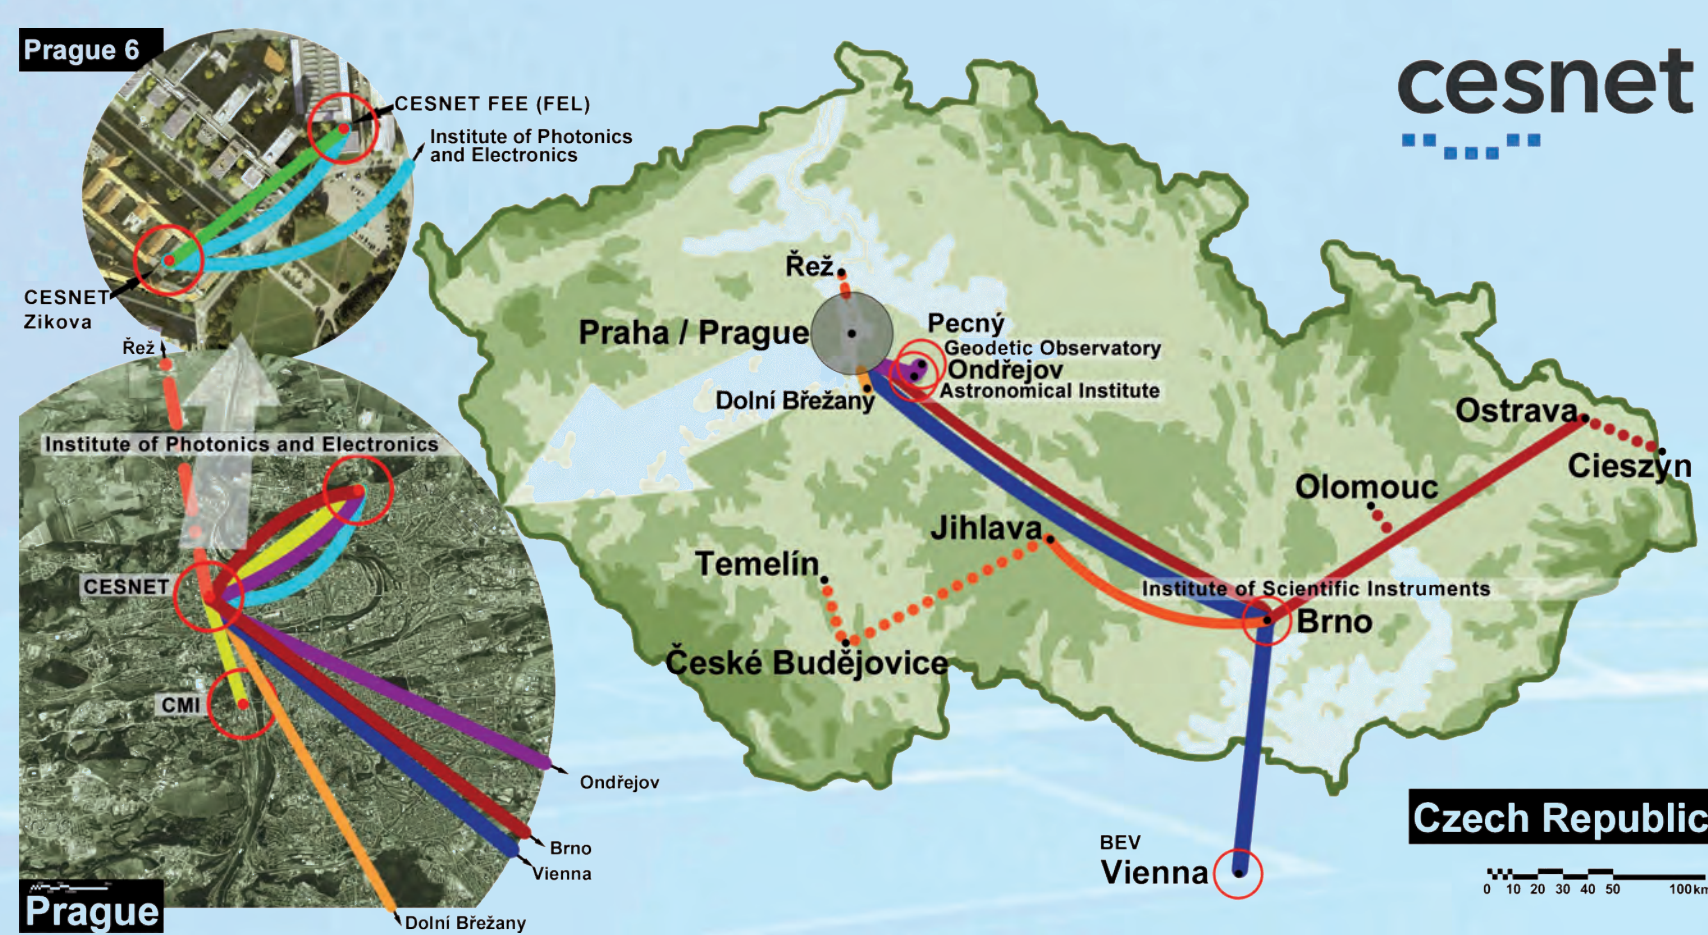 Prague 6
CESNET FEE (FEL)
Institute of Photonics
and Electronics
CESNET
Zikova
Řež
Institute of Photonics and Electronics
CESNET
CMI
Ondřejov
Brno
Vienna
Dolní Břežany
Prague
cesnet
Řež
Praha / Prague
Pecný
Geodetic Observatory
Ondřejov
Astronomical Institute
Dolní Břežany
Ostrava
Cieszyn
Olomouc
Jihlava
Temelín
Institute of Scientific Instruments
Brno
České Budějovice
BEV
Vienna
Czech Republic
0 10 20 30 40 50 100 km